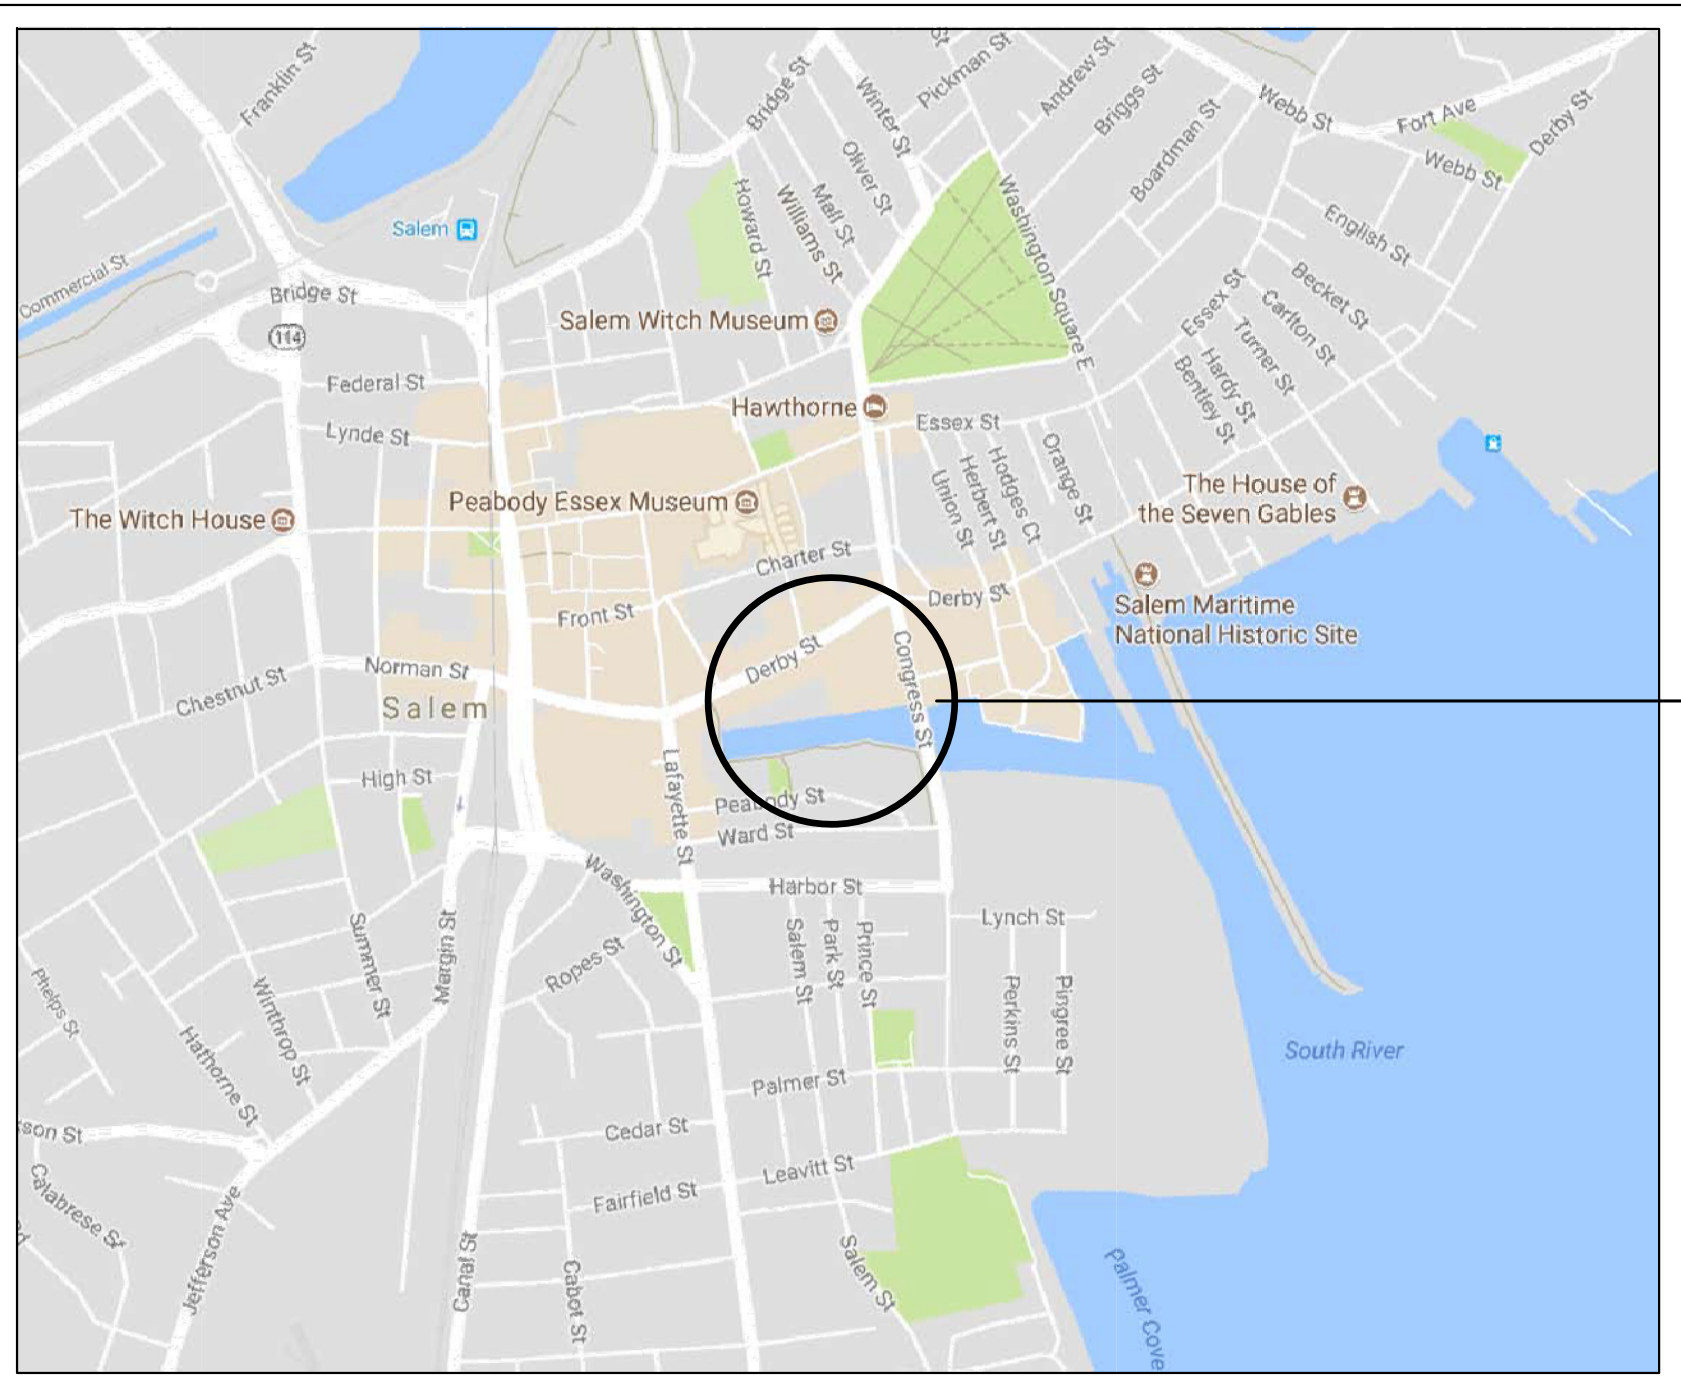 Franklin St
Bridge St
Winter St
St
Pickman St
Andrew St
Briggs St
Boardman St
Webb St
Fort Ave
Derby St
Webb St
Oliver St
Mall St
Williams St
Howard St
Washington Square E
English St
Salem
Commercial St
Bridge St
114
Salem Witch Museum
Becket St
Essex St
Carlton St
Turner St
Hardy St
Bentley St
Federal St
Lynde St
Hawthorne
Essex St
Orange St
Hodges Ct
Herbert St
Union St
The Witch House
Peabody Essex Museum
The House of
the Seven Gables
Charter St
Front St
Derby St
Salem Maritime
National Historic Site
Derby St
Congress St
Norman St
Chestnut St
Salem
High St
Lafayette St
Peabody St
Ward St
Washington St
Harbor St
Lynch St
Summer St
Margin St
Ropes St
Salem St
Park St
Prince St
Perkins St
Pingree St
Phelps St
Winthrop St
Hathorne St
South River
Palmer St
son St
Cedar St
Leavitt St
Fairfield St
Calabrese St
Jefferson Ave
Canal St
Cabot St
Salem St
Palmer Cove